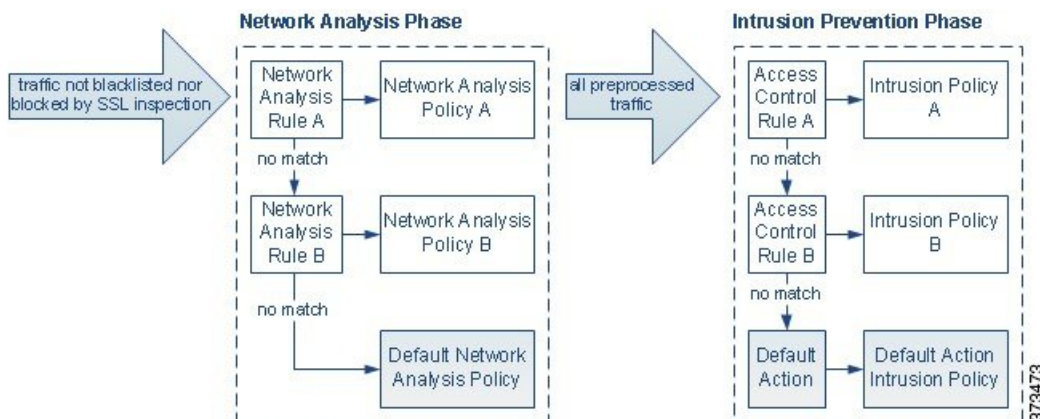 Network Analysis Phase
Intrusion Prevention Phase
traffic not blacklisted nor
blocked by SSL inspection
Network
Analysis
Rule A
Network Analysis
Policy A
all preprocessed
traffic
Access
Control
Rule A
Intrusion Policy
A
no match
no match
Network
Analysis
Rule B
Network Analysis
Policy B
Access
Control
Rule B
Intrusion Policy
B
no match
no match
Default Network
Analysis Policy
Default
Action
Default Action
Intrusion Policy
373473